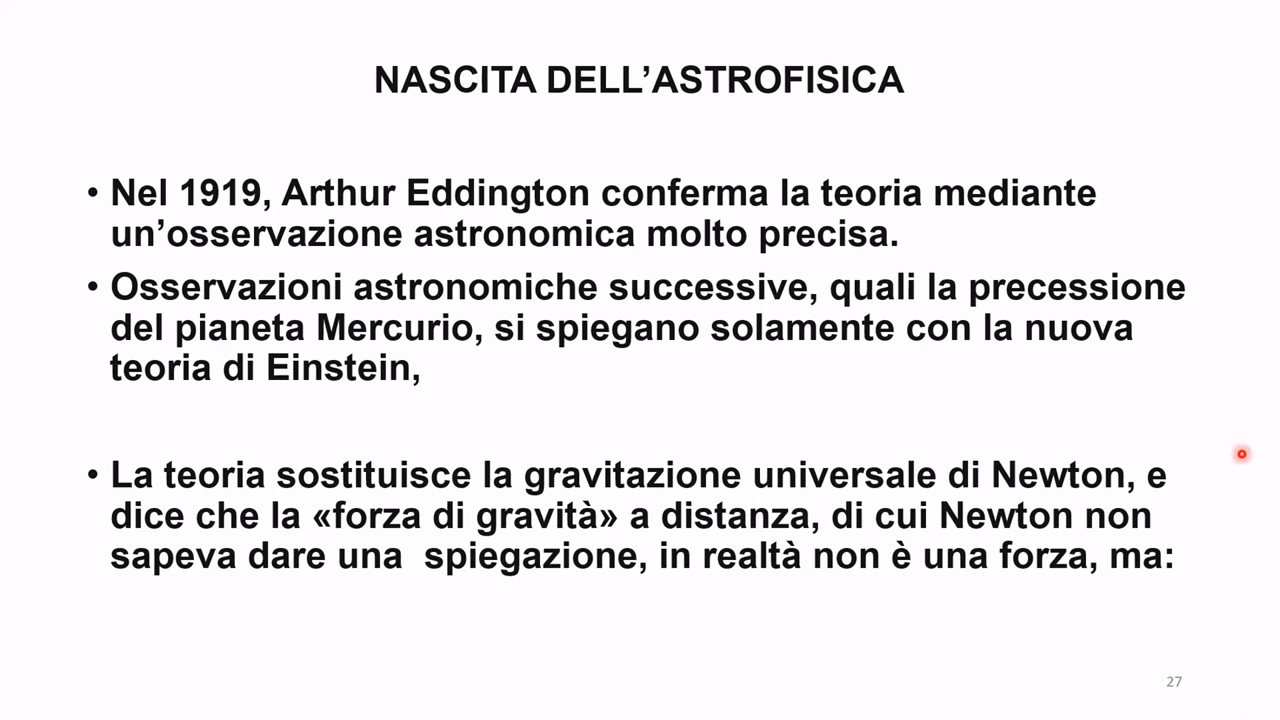 NASCITA DELL’ASTROFISICA
• Nel 1919, Arthur Eddington conferma la teoria mediante
un’osservazione astronomica molto precisa.
• Osservazioni astronomiche successive, quali la precessione
del pianeta Mercurio, si spiegano solamente con la nuova
teoria di Einstein,
• La teoria sostituisce la gravitazione universale di Newton, e
dice che la «forza di gravità» a distanza, di cui Newton non
sapeva dare una  spiegazione, in realtà non è una forza, ma:
27